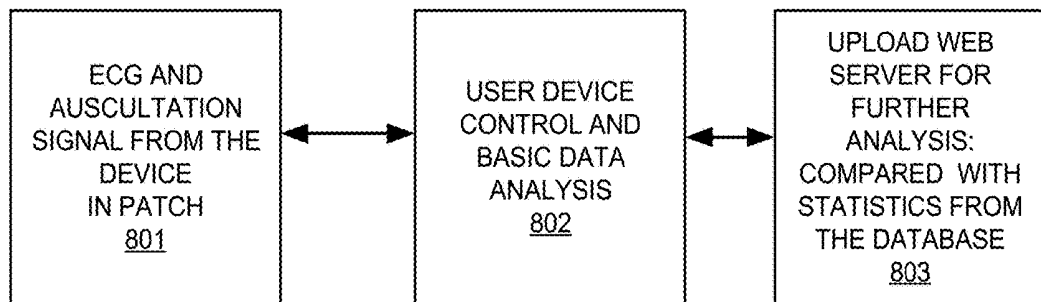 ECG AND
AUSCULTATION
SIGNAL FROM THE
DEVICE
IN PATCH
801
USER DEVICE
CONTROL AND
BASIC DATA
ANALYSIS
802
UPLOAD WEB
SERVER FOR
FURTHER
ANALYSIS:
COMPARED WITH
STATISTICS FROM
THE DATABASE
803